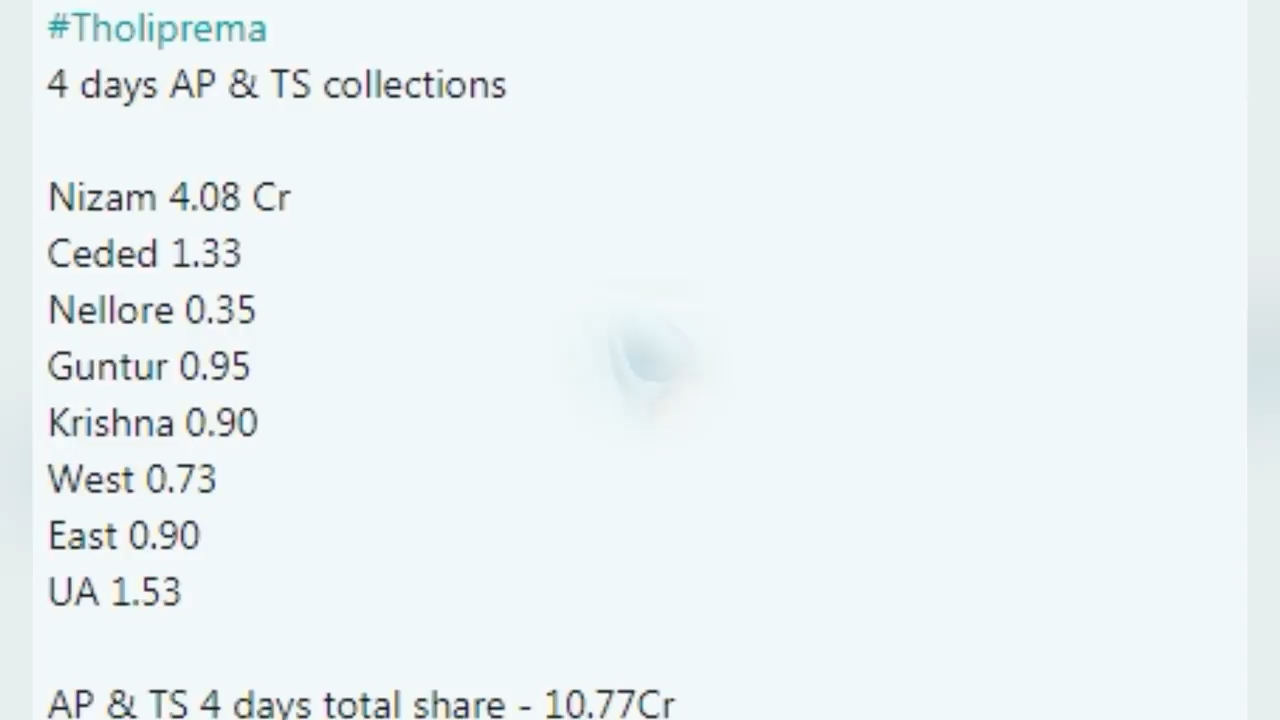 #Tholiprema
4 days AP & TS collections
Nizam 4.08 Cr
Ceded 1.33
Nellore 0.35
Guntur 0.95
Krishna 0.90
West 0.73
East 0.90
UA 1.53
AP & TS 4 days total share - 10.77Cr